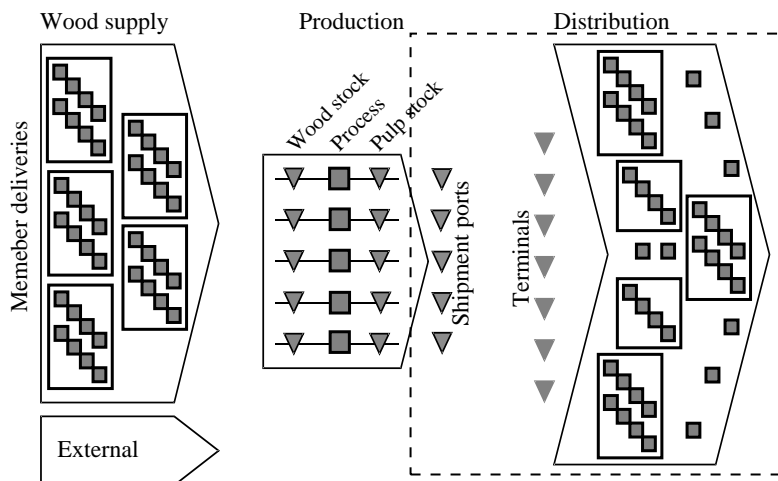 Wood supply
Production
Distribution
Memeber deliveries
Wood stock
Process
Pulp stock
Shipment ports
Terminals
External